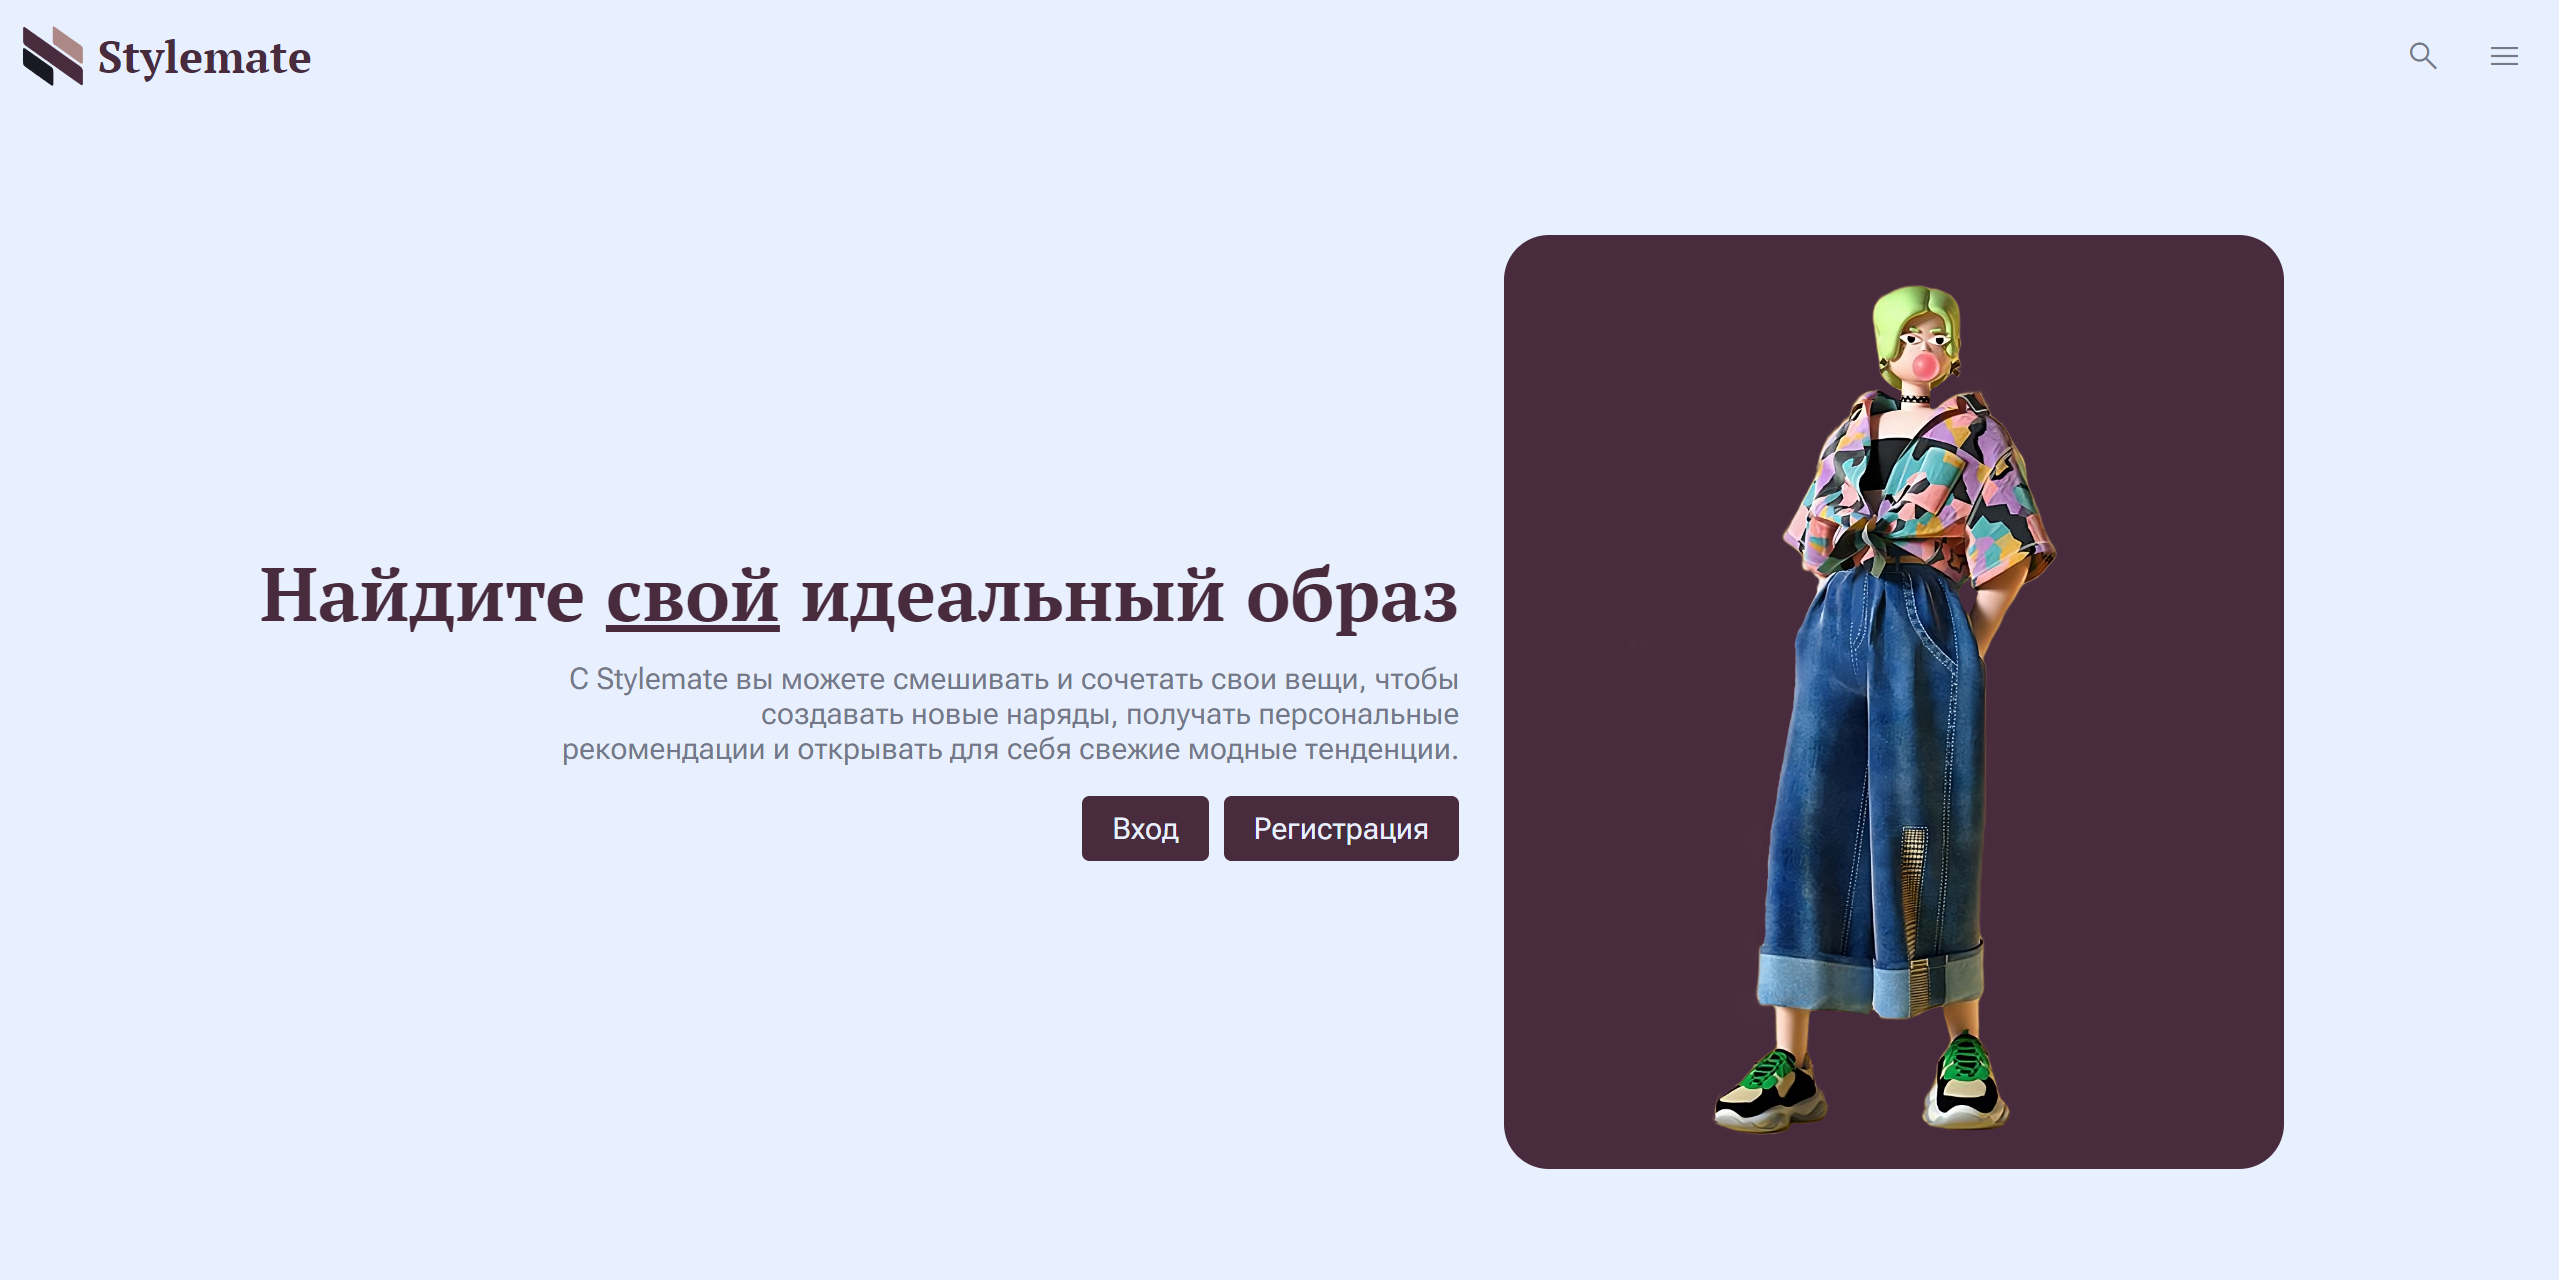 Stylemate
Найдите свой идеальный образ
С Stylemate вы можете смешивать и сочетать свои вещи, чтобы
создавать новые наряды, получать персональные
рекомендации и открывать для себя свежие модные тенденции.
Вход
Регистрация